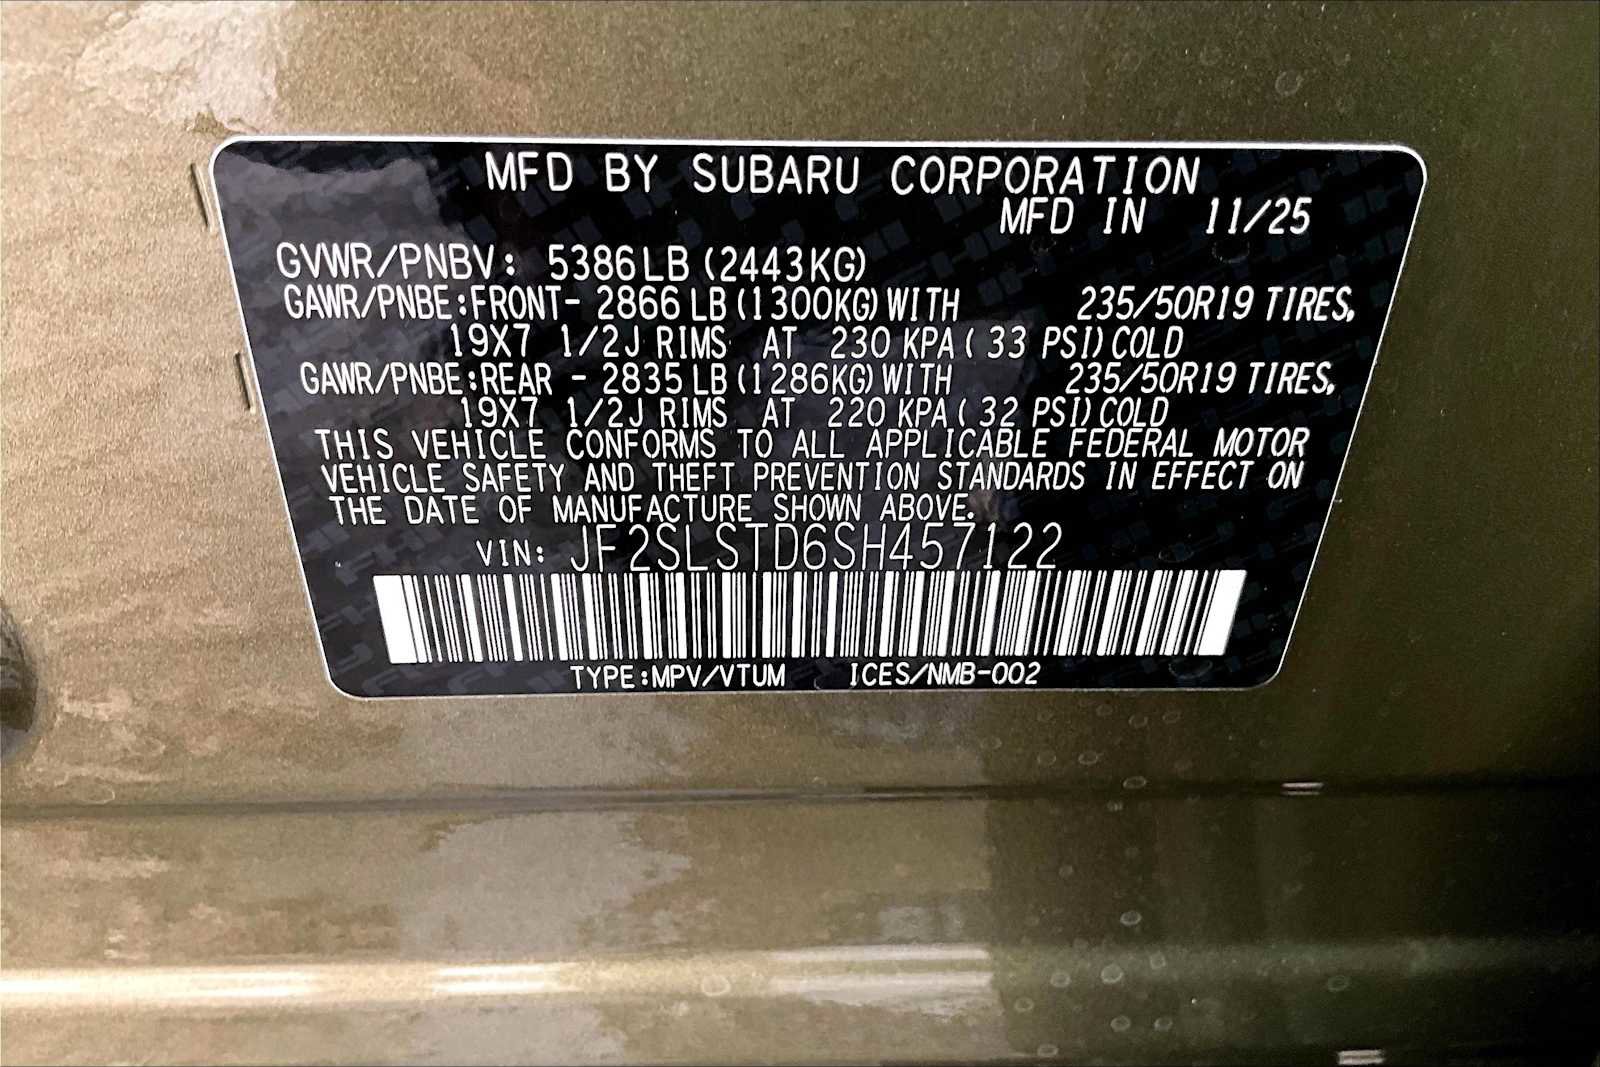 MFD BY SUBARU CORPORATION
MFD IN 11/25
GVWR/PNBV: 5386LB (2443KG)
GAWR/PNBE:FRONT- 2866 LB (1300KG) WITH 235/50R19 TIRES,
19X7 1/2J RIMS AT 230 KPA ( 33 PSI) COLD
GAWR/PNBE:REAR - 2835 LB (1286KG) WITH 235/50R19 TIRES,
19X7 1/2J RIMS AT 220 KPA ( 32 PSI) COLD
THIS VEHICLE CONFORMS TO ALL APPLICABLE FEDERAL MOTOR
VEHICLE SAFETY AND THEFT PREVENTION STANDARDS IN EFFECT ON
THE DATE OF MANUFACTURE SHOWN ABOVE.
VIN: JF2SLSTD6SH457122
TYPE:MPV/VTUM ICES/NMB-002